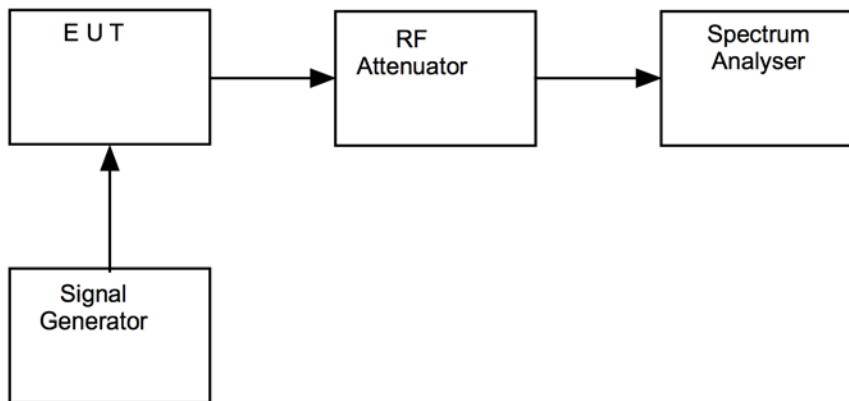 E U T
RF
Attenuator
Spectrum
Analyser
Signal
Generator